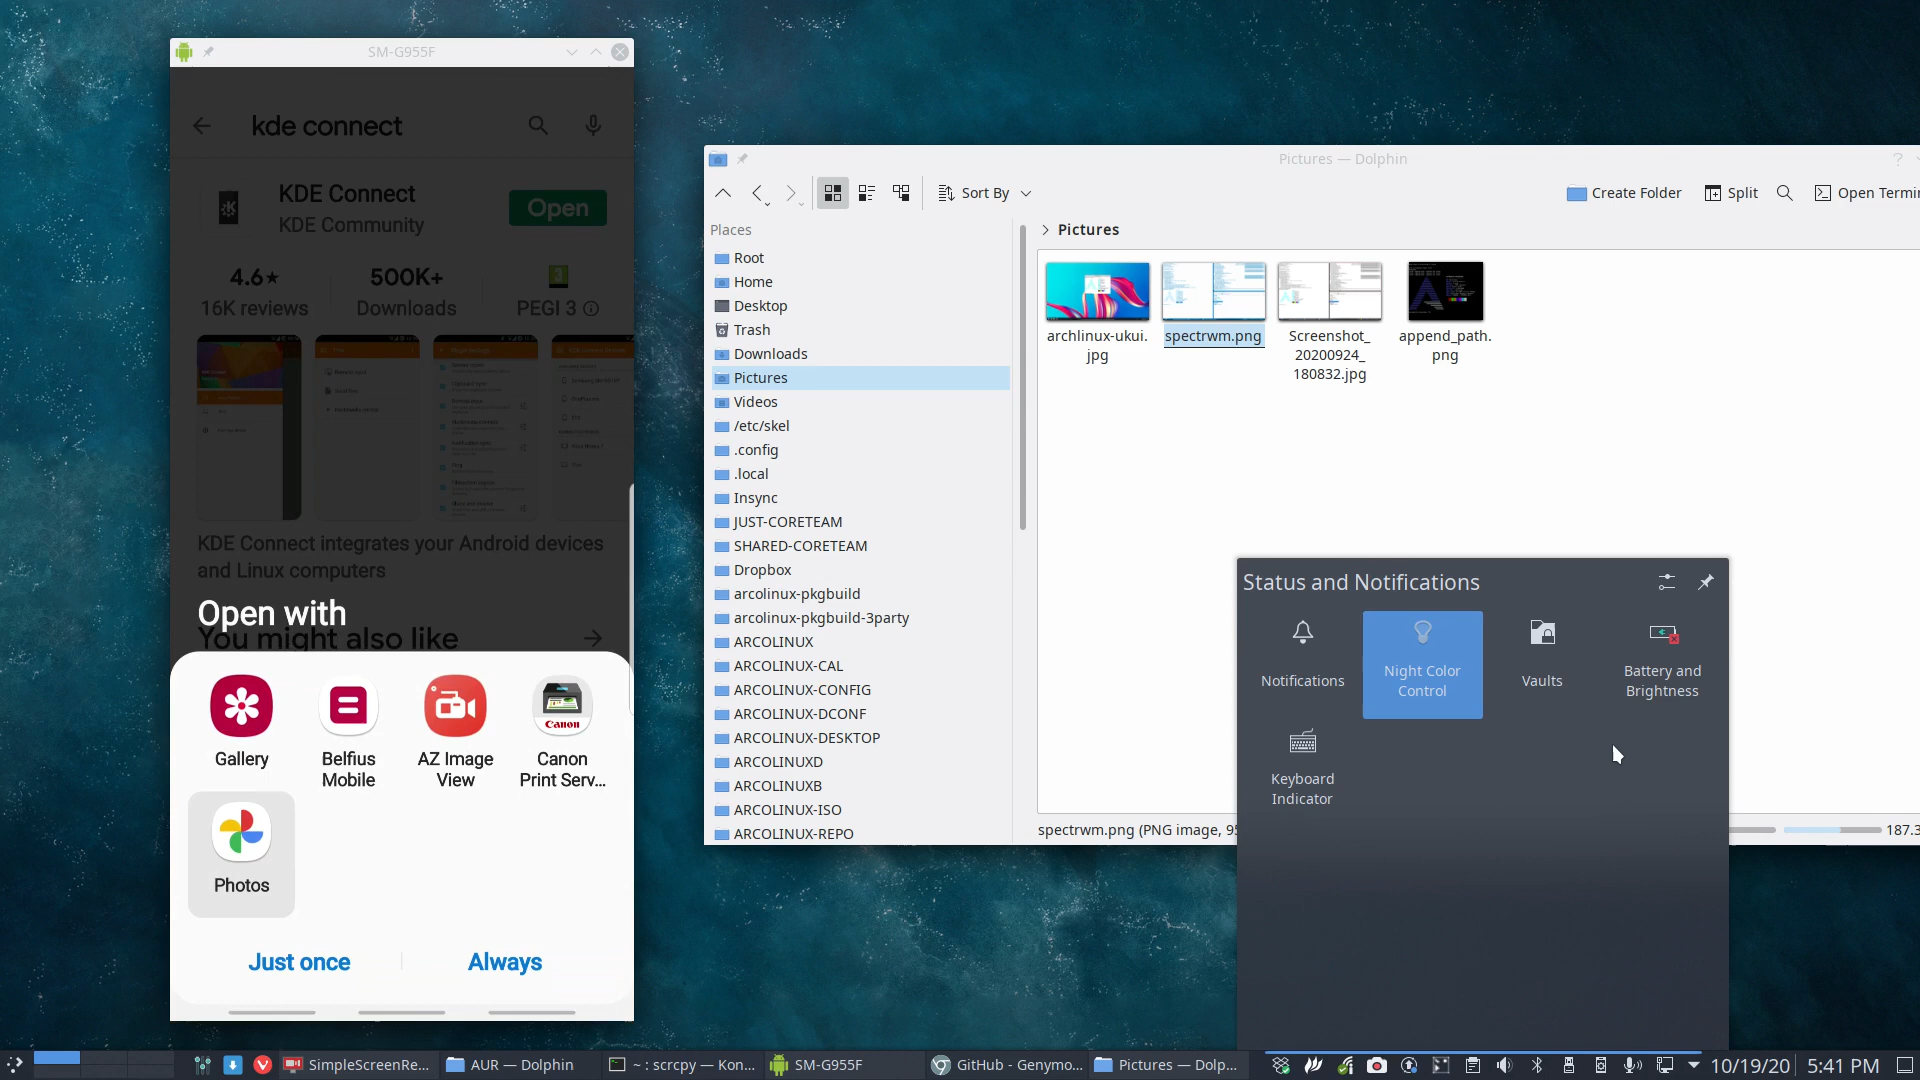 SM-G955F
kde connect
KDE Connect
KDE Community
Open
4.6★
500K+
3
16K reviews
Downloads
PEGI 3
KDE Connect integrates your Android devices
and Linux computers
Open with
You might also like
Gallery
Belfius
Mobile
AZ Image
View
Canon
Canon
Print Serv...
Photos
Just once
Always
Pictures — Dolphin
Sort By
Create Folder
Split
Open Termin
Places
Root
Home
Desktop
Trash
Downloads
Pictures
Videos
/etc/skel
.config
.local
Insync
JUST-CORETEAM
SHARED-CORETEAM
Dropbox
arcolinux-pkgbuild
arcolinux-pkgbuild-3party
ARCOLINUX
ARCOLINUX-CAL
ARCOLINUX-CONFIG
ARCOLINUX-DCONF
ARCOLINUX-DESKTOP
ARCOLINUXD
ARCOLINUXB
ARCOLINUX-ISO
ARCOLINUX-REPO
> Pictures
archlinux-ukui.
jpg
spectrwm.png
Screenshot_
20200924_
180832.jpg
append_path.
png
spectrwm.png (PNG image, 95
187.3
Status and Notifications
Notifications
Night Color
Control
Vaults
Battery and
Brightness
Keyboard
Indicator
SimpleScreenRe...
AUR — Dolphin
~ : scrcpy — Kon...
SM-G955F
GitHub - Genymo...
Pictures — Dolp...
10/19/20
5:41 PM